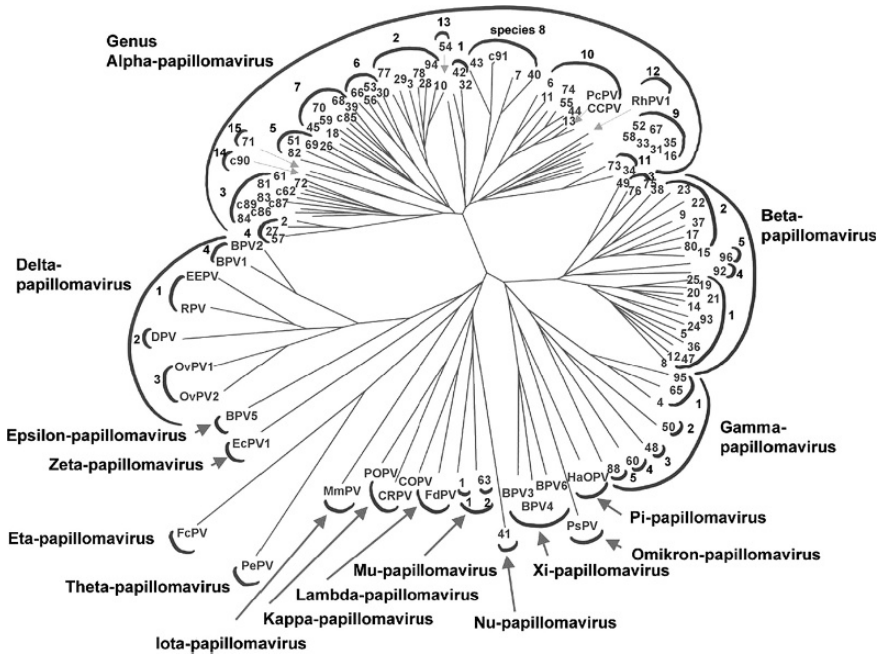 Genus
Alpha-papillomavirus
13
54
2
1
species 8
6
77
94
78
3 28
29
10
42
32
43
c91
7
40
10
6
74
11
55
44
13
PcPV
CCPV
12
RhPV1
9
52 67
58 33
31 35
16
7
53
66
56 30
68
39
c85
70
59
45
18
5
51
82
69 26
15
71
14
c90
3
61
81
72
83 c62
c89
c86 c87
84
4
2
27
57
11
73
34
3
49
75
76
38
23
2
22
9
37
17
80
15
5
96
92
4
25
19
20
21
14
1
24
93
5
36
12
47
8
Beta-
papillomavirus
95
65
4
1
50
2
48
3
60
4
88
5
Gamma-
papillomavirus
Delta-
papillomavirus
4
BPV2
BPV1
1
EEPV
RPV
2
DPV
3
OvPV1
OvPV2
BPV5
Epsilon-papillomavirus
EcPV1
Zeta-papillomavirus
FcPV
Eta-papillomavirus
PePV
Theta-papillomavirus
MmPV
Iota-papillomavirus
POPV
CRPV
Kappa-papillomavirus
COPV
FdPV
Lambda-papillomavirus
1
63
1
2
Mu-papillomavirus
41
Nu-papillomavirus
BPV3
BPV4
BPV6
Xi-papillomavirus
PsPV
Omikron-papillomavirus
HaOPV
Pi-papillomavirus